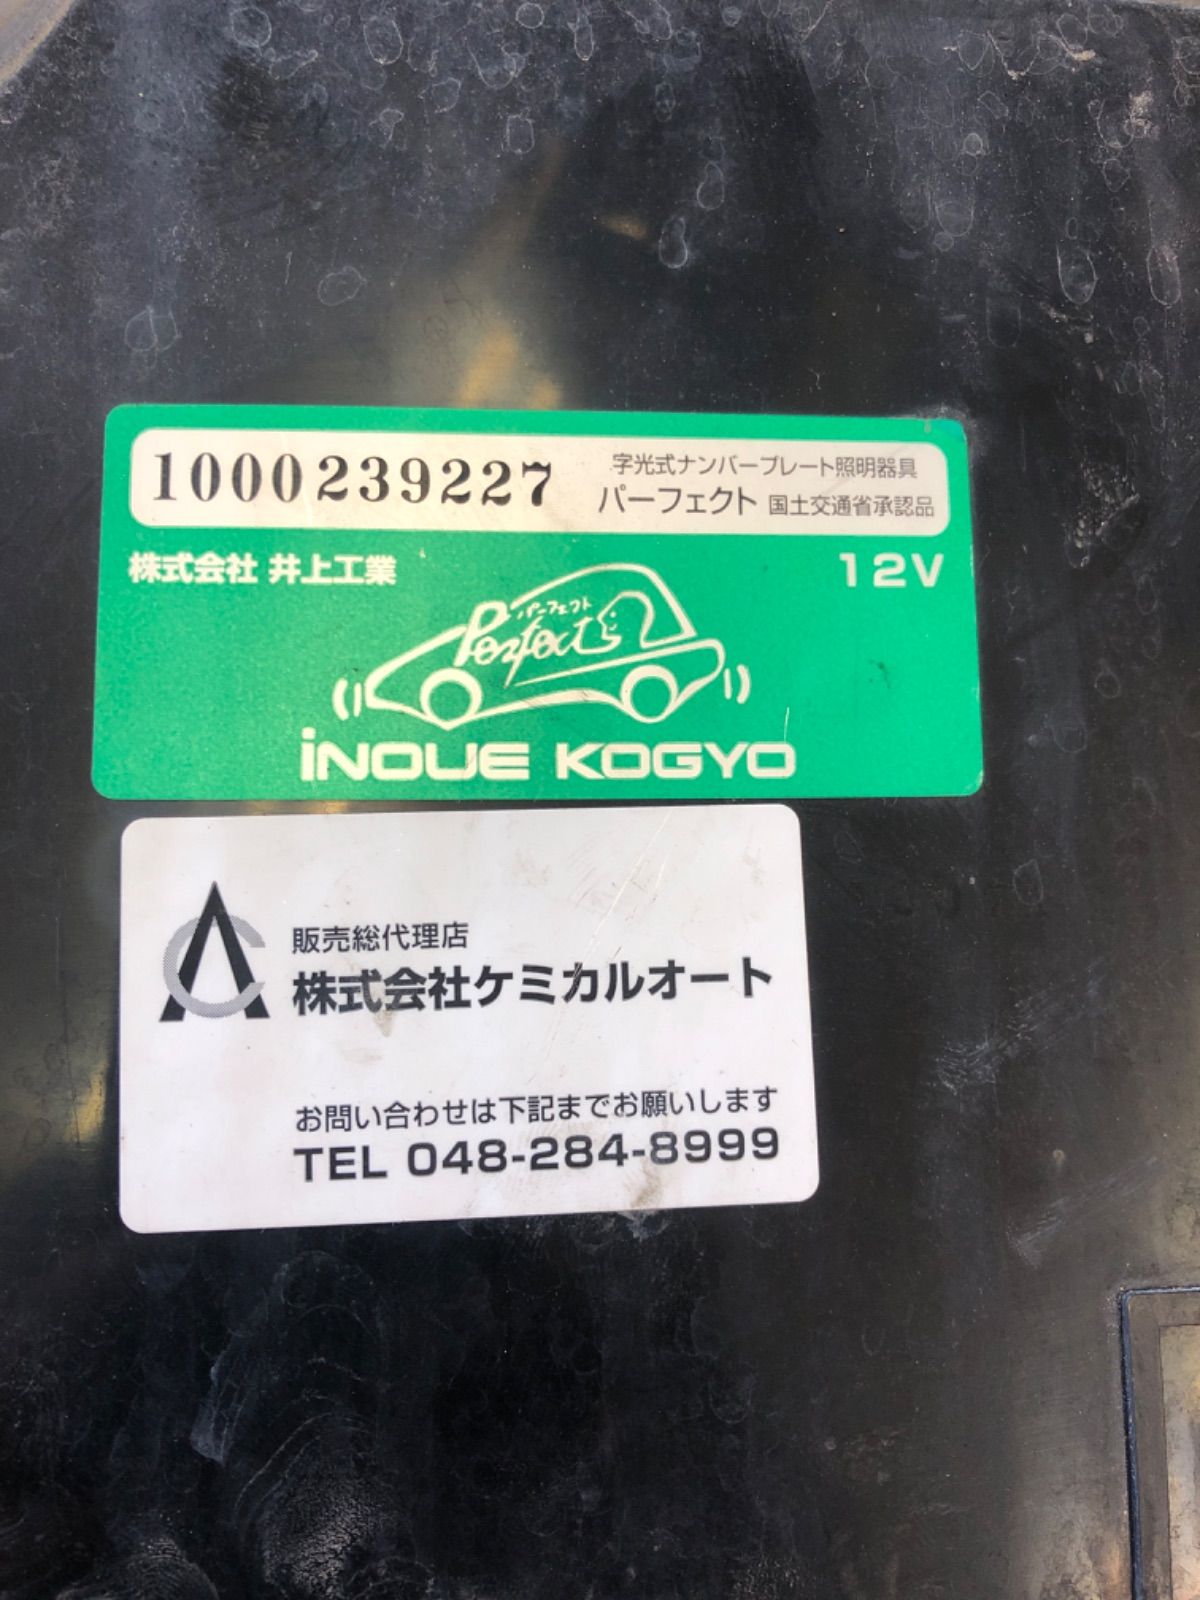 1000239227
字光式ナンバープレート照明器具
パーフェクト 国土交通省承認品
株式会社 井上工業
12V
パーフェクト
Perfect
iNOUE KOGYO
販売総代理店
株式会社ケミカルオート
お問い合わせは下記までお願いします
TEL 048-284-8999